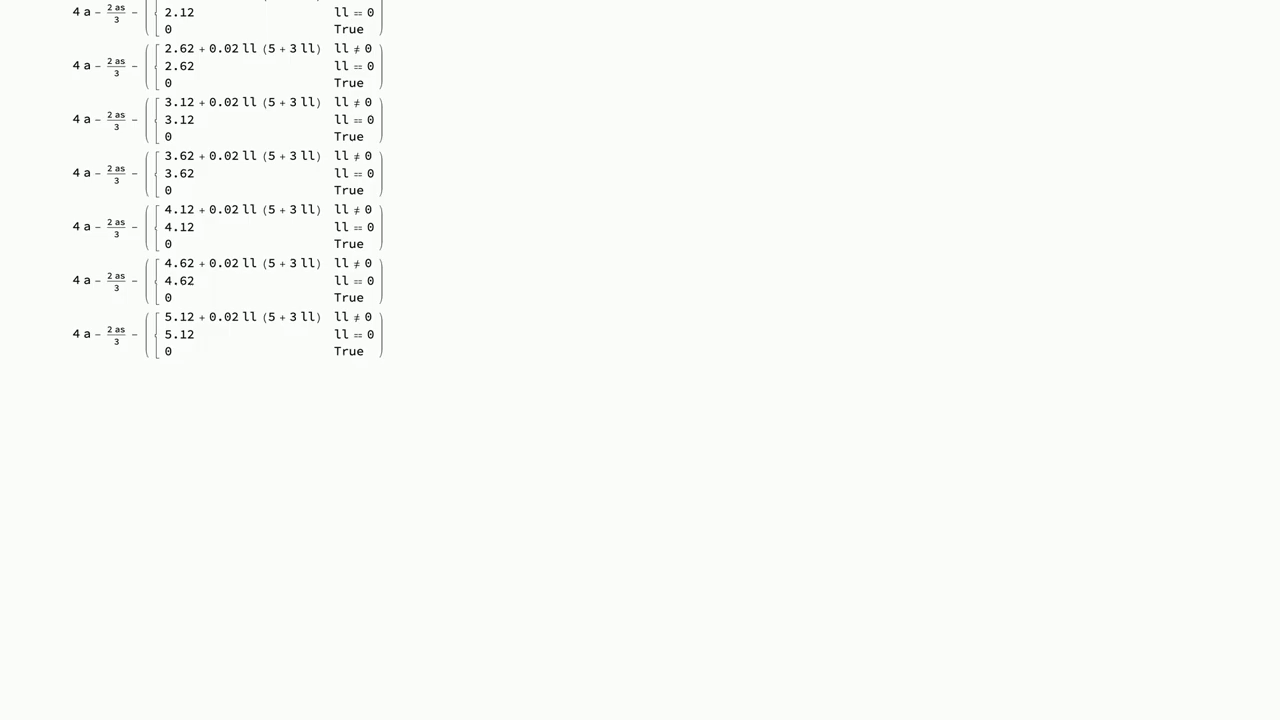 4 a - 2 as/3 - 2.12 ll == 0
0 True
2.62 + 0.02 ll (5 + 3 ll) ll ≠ 0
4 a - 2 as/3 - 2.62 ll == 0
0 True
3.12 + 0.02 ll (5 + 3 ll) ll ≠ 0
4 a - 2 as/3 - 3.12 ll == 0
0 True
3.62 + 0.02 ll (5 + 3 ll) ll ≠ 0
4 a - 2 as/3 - 3.62 ll == 0
0 True
4.12 + 0.02 ll (5 + 3 ll) ll ≠ 0
4 a - 2 as/3 - 4.12 ll == 0
0 True
4.62 + 0.02 ll (5 + 3 ll) ll ≠ 0
4 a - 2 as/3 - 4.62 ll == 0
0 True
5.12 + 0.02 ll (5 + 3 ll) ll ≠ 0
4 a - 2 as/3 - 5.12 ll == 0
0 True